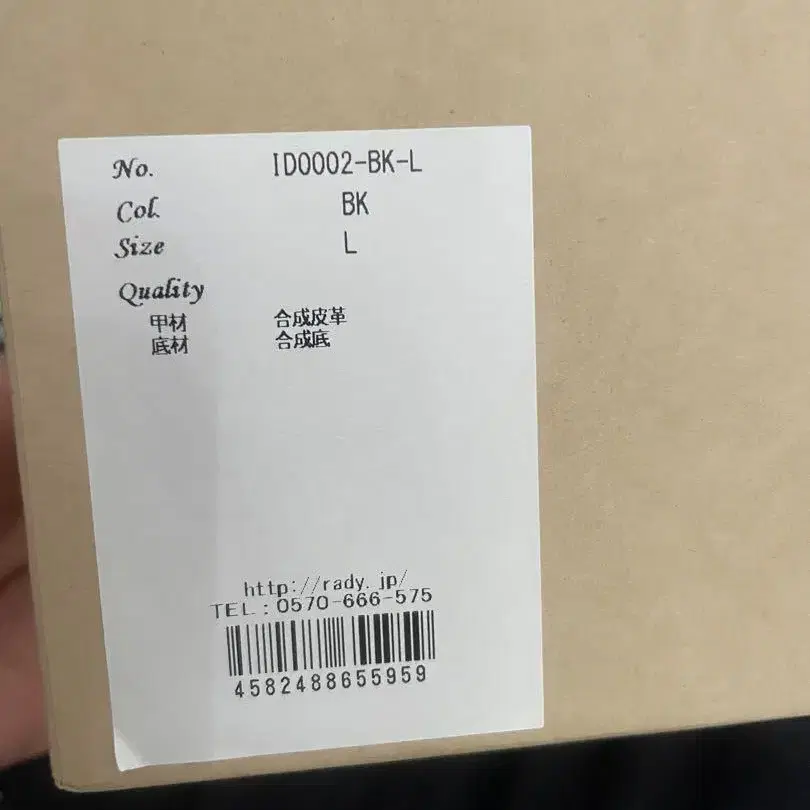 No. ID0002-BK-L
Col. BK
Size L
Quality
甲材 合成皮革
底材 合成底
http://rady.jp/
TEL:0570-666-575
4582488655959